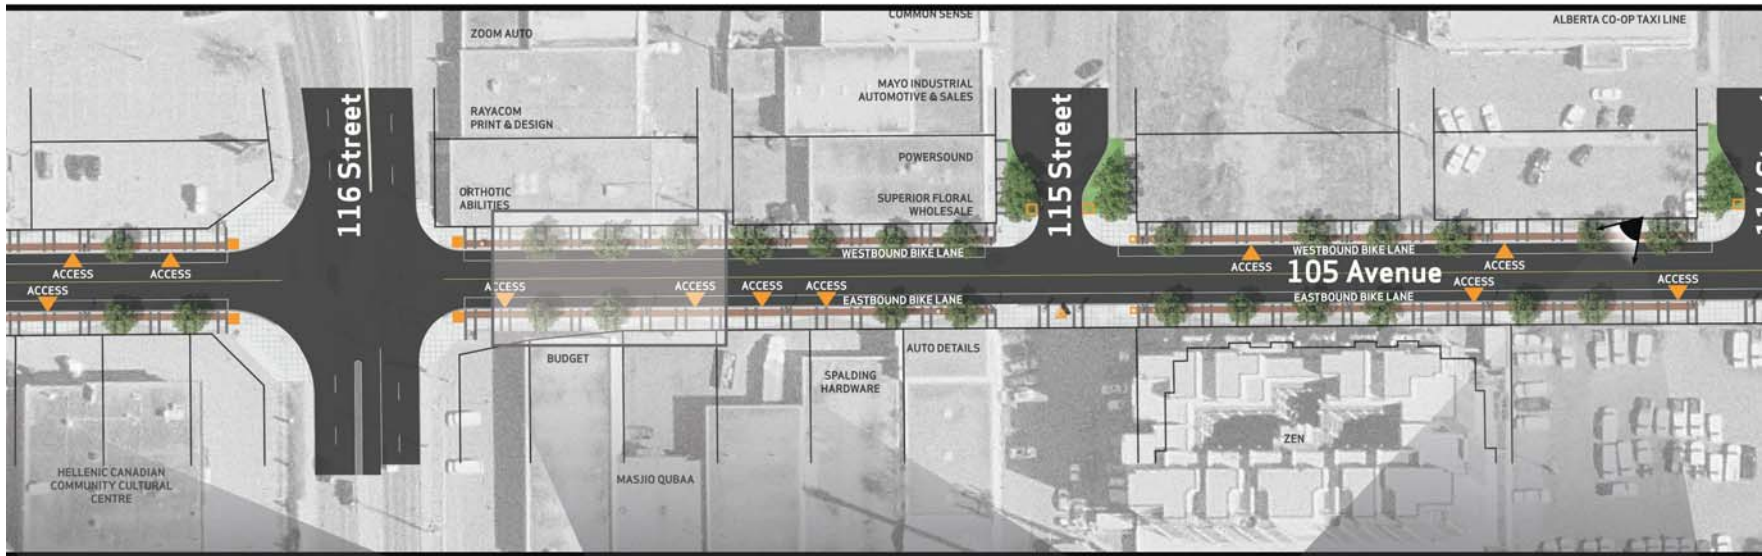 COMMON SENSE
ALBERTA CO-OP TAXI LINE
ZOOM AUTO
MAYO INDUSTRIAL
AUTOMOTIVE & SALES
RAYACOM
PRINT & DESIGN
116 Street
115 Street
POWERSOUND
ORTHOTIC
ABILITIES
SUPERIOR FLORAL
WHOLESALE
WESTBOUND BIKE LANE
WESTBOUND BIKE LANE
ACCESS
ACCESS
ACCESS
ACCESS
105 Avenue
ACCESS
ACCESS
ACCESS
ACCESS
ACCESS
ACCESS
ACCESS
EASTBOUND BIKE LANE
EASTBOUND BIKE LANE
BUDGET
AUTO DETAILS
SPALDING
HARDWARE
ZEN
HELLENIC CANADIAN
COMMUNITY CULTURAL
CENTRE
MASJIO QUBAA